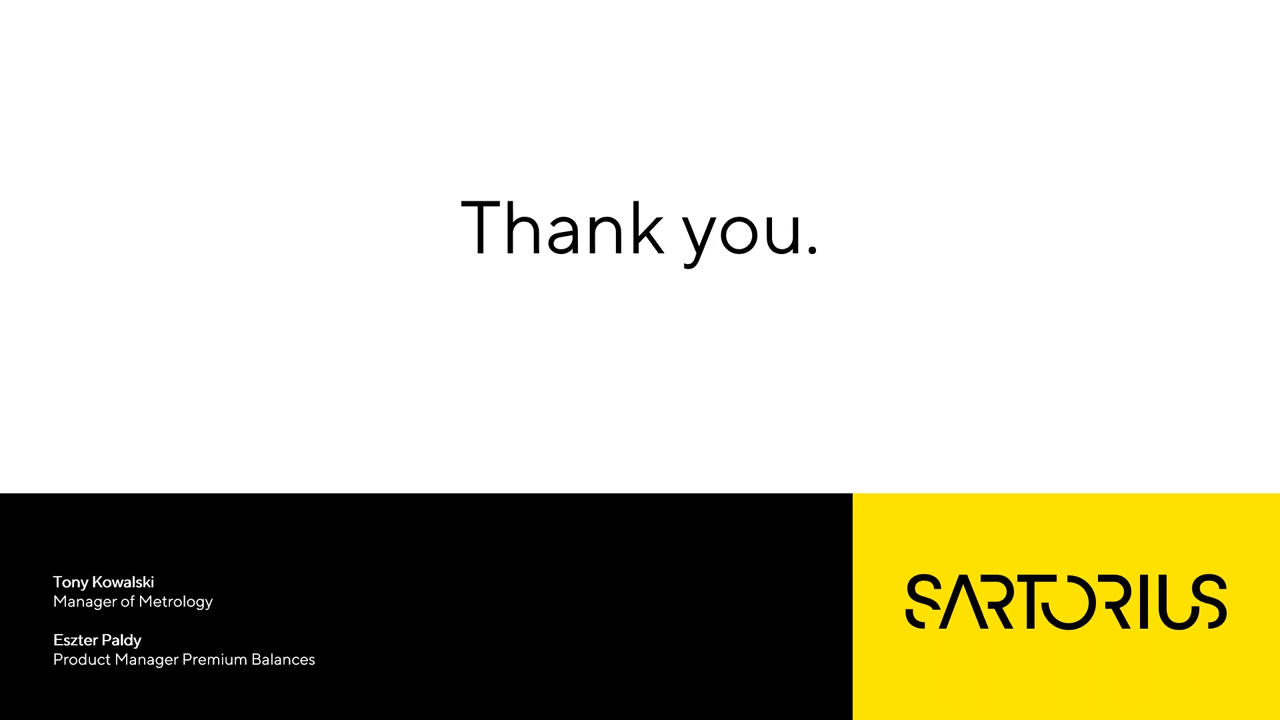 Thank you.
Tony Kowalski
Manager of Metrology
Eszter Paldy
Product Manager Premium Balances
SARTORIUS